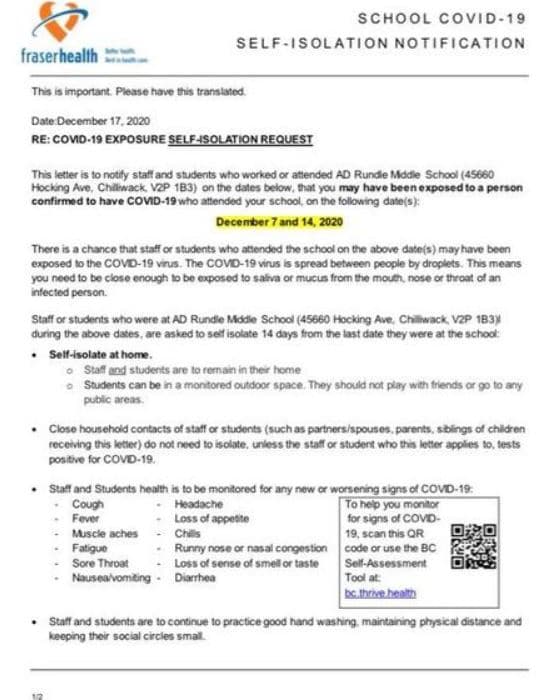 SCHOOL COVID-19
SELF-ISOLATION NOTIFICATION
fraserhealth
Better health.
Best in health care.
This is important. Please have this translated.
Date:December 17, 2020
RE: COVID-19 EXPOSURE SELF-ISOLATION REQUEST
This letter is to notify staff and students who worked or attended AD Rundle Middle School (45660
Hocking Ave, Chilliwack, V2P 1B3) on the dates below, that you may have been exposed to a person
confirmed to have COVID-19 who attended your school, on the following date(s):
December 7 and 14, 2020
There is a chance that staff or students who attended the school on the above date(s) may have been
exposed to the COVID-19 virus. The COVID-19 virus is spread between people by droplets. This means
you need to be close enough to be exposed to saliva or mucus from the mouth, nose or throat of an
infected person.
Staff or students who were at AD Rundle Middle School (45660 Hocking Ave, Chilliwack, V2P 1B3)l
during the above dates, are asked to self isolate 14 days from the last date they were at the school:
• Self-isolate at home.
o Staff and students are to remain in their home
o Students can be in a monitored outdoor space. They should not play with friends or go to any
public areas.
• Close household contacts of staff or students (such as partners/spouses, parents, siblings of children
receiving this letter) do not need to isolate, unless the staff or student who this letter applies to, tests
positive for COVID-19.
• Staff and Students health is to be monitored for any new or worsening signs of COVID-19:
- Cough
- Fever
- Muscle aches
- Fatigue
- Sore Throat
- Nausea/vomiting
- Headache
- Loss of appetite
- Chills
- Runny nose or nasal congestion
- Loss of sense of smell or taste
- Diarrhea
To help you monitor
for signs of COVID-
19, scan this QR
code or use the BC
Self-Assessment
Tool at:
bc.thrive.health
• Staff and students are to continue to practice good hand washing, maintaining physical distance and
keeping their social circles small.
1/2